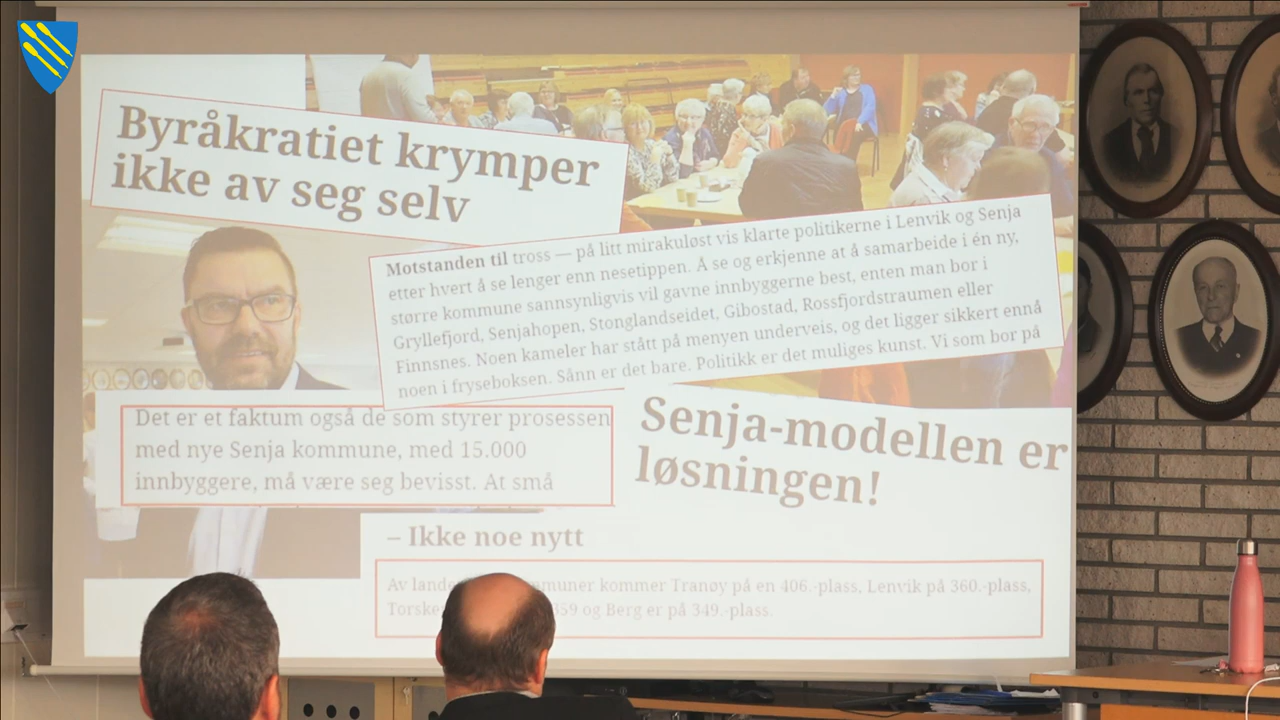 Byråkratiet krymper
ikke av seg selv
Motstanden til tross — på litt mirakuløst vis klarte politikerne i Lenvik og Senja
etter hvert å se lenger enn nesetippen. Å se og erkjenne at å samarbeide i én ny,
større kommune sannsynligvis vil gavne innbyggerne best, enten man bor i
Gryllefjord, Senjahopen, Stonglandseidet, Gibostad, Rossfjordstraumen eller
Finnsnes. Noen kameler har stått på menyen underveis, og det ligger sikkert ennå
noen i fryseboksen. Sånn er det bare. Politikk er det muliges kunst. Vi som bor på
Det er et faktum også de som styrer prosessen
med nye Senja kommune, med 15.000
innbyggere, må være seg bevisst. At små
Senja-modellen er
løsningen!
– Ikke noe nytt
Av kommer Tranøy på en 406.-plass, Lenvik på 360.-plass,
359 og Berg er på 349.-plass.